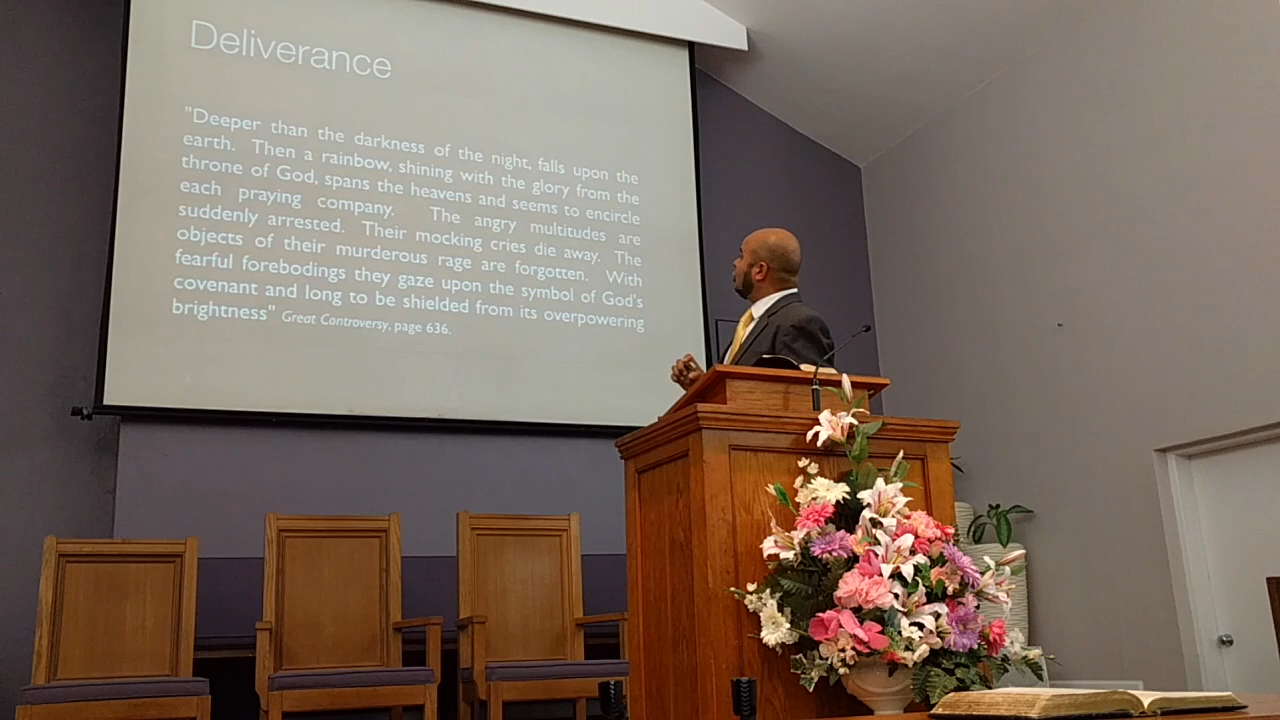 Deliverance
"Deeper than the darkness of the night, falls upon the
earth. Then a rainbow, shining with the glory from the
throne of God, spans the heavens and seems to encircle
each praying company. The angry multitudes are
suddenly arrested. Their mocking cries die away. The
objects of their murderous rage are forgotten. With
fearful forebodings they gaze upon the symbol of God's
covenant and long to be shielded from its overpowering
brightness" Great Controversy, page 636.